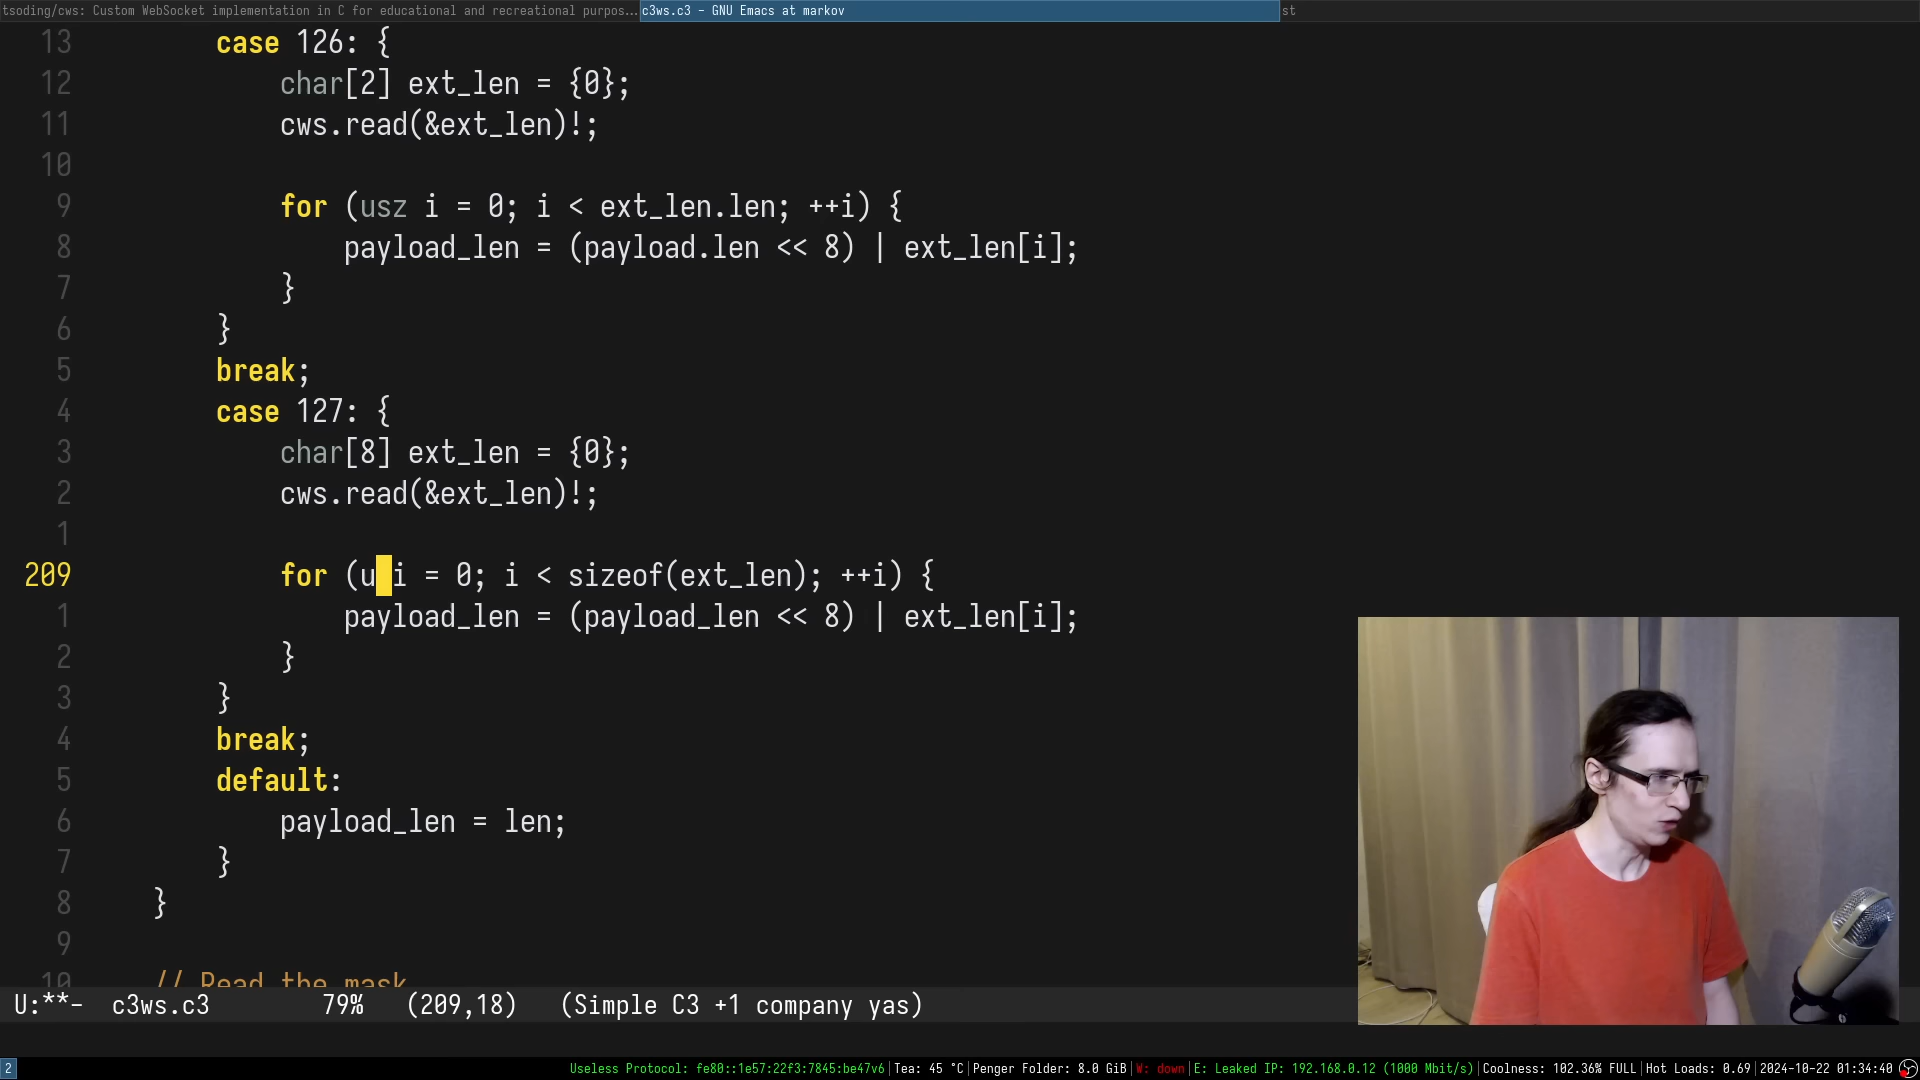 tsoding/cws: Custom WebSocket implementation in C for educational and recreational purpos... c3ws.c3 - GNU Emacs at markov st
13 case 126: {
12 char[2] ext_len = {0};
11 cws.read(&ext_len)!;
10
9 for (usz i = 0; i < ext_len.len; ++i) {
8 payload_len = (payload.len << 8) | ext_len[i];
7 }
6 }
5 break;
4 case 127: {
3 char[8] ext_len = {0};
2 cws.read(&ext_len)!;
1
209 for (u i = 0; i < sizeof(ext_len); ++i) {
1 payload_len = (payload_len << 8) | ext_len[i];
2 }
3 }
4 break;
5 default:
6 payload_len = len;
7 }
8 }
9
10 // Read the mask
U:**- c3ws.c3 79% (209,18) (Simple C3 +1 company yas)
2 Useless Protocol: fe80::1e57:22f3:7845:be47v6|Tea: 45 °C|Penger Folder: 8.0 GiB|W: down|E: Leaked IP: 192.168.0.12 (1000 Mbit/s)|Coolness: 102.36% FULL|Hot Loads: 0.69|2024-10-22 01:34:40